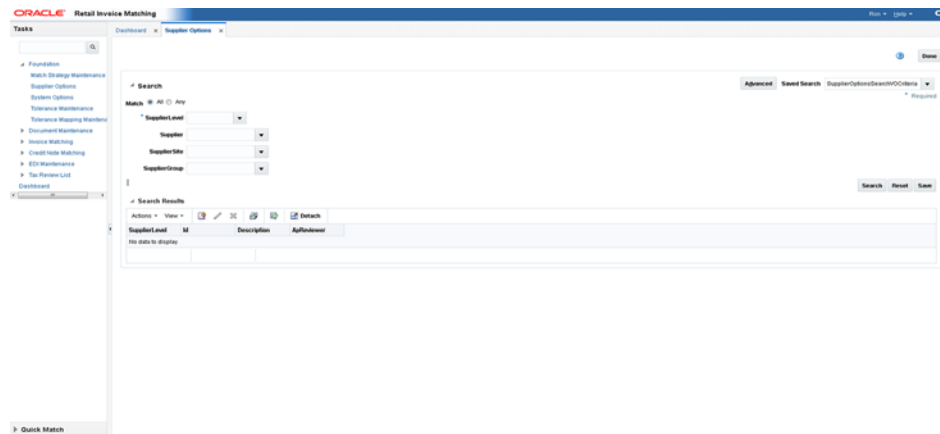 ORACLE® Retail Invoice Matching
Ron Help
Tasks
Dashboard × Supplier Options ×
Done
Foundation
Match Strategy Maintenance
Supplier Options
System Options
Tolerance Maintenance
Tolerance Mapping Maintena
Document Maintenance
Invoice Matching
Credit Note Matching
EDI Maintenance
Tax Review List
Dashboard
Search
Advanced Saved Search SupplierOptionsSearchVOCriteria
* Required
Match All Any
* SupplierLevel
Supplier
SupplierSite
SupplierGroup
Search Reset Save
Search Results
Actions View Detach
SupplierLevel Id Description ApReviewer
No data to display
Quick Match